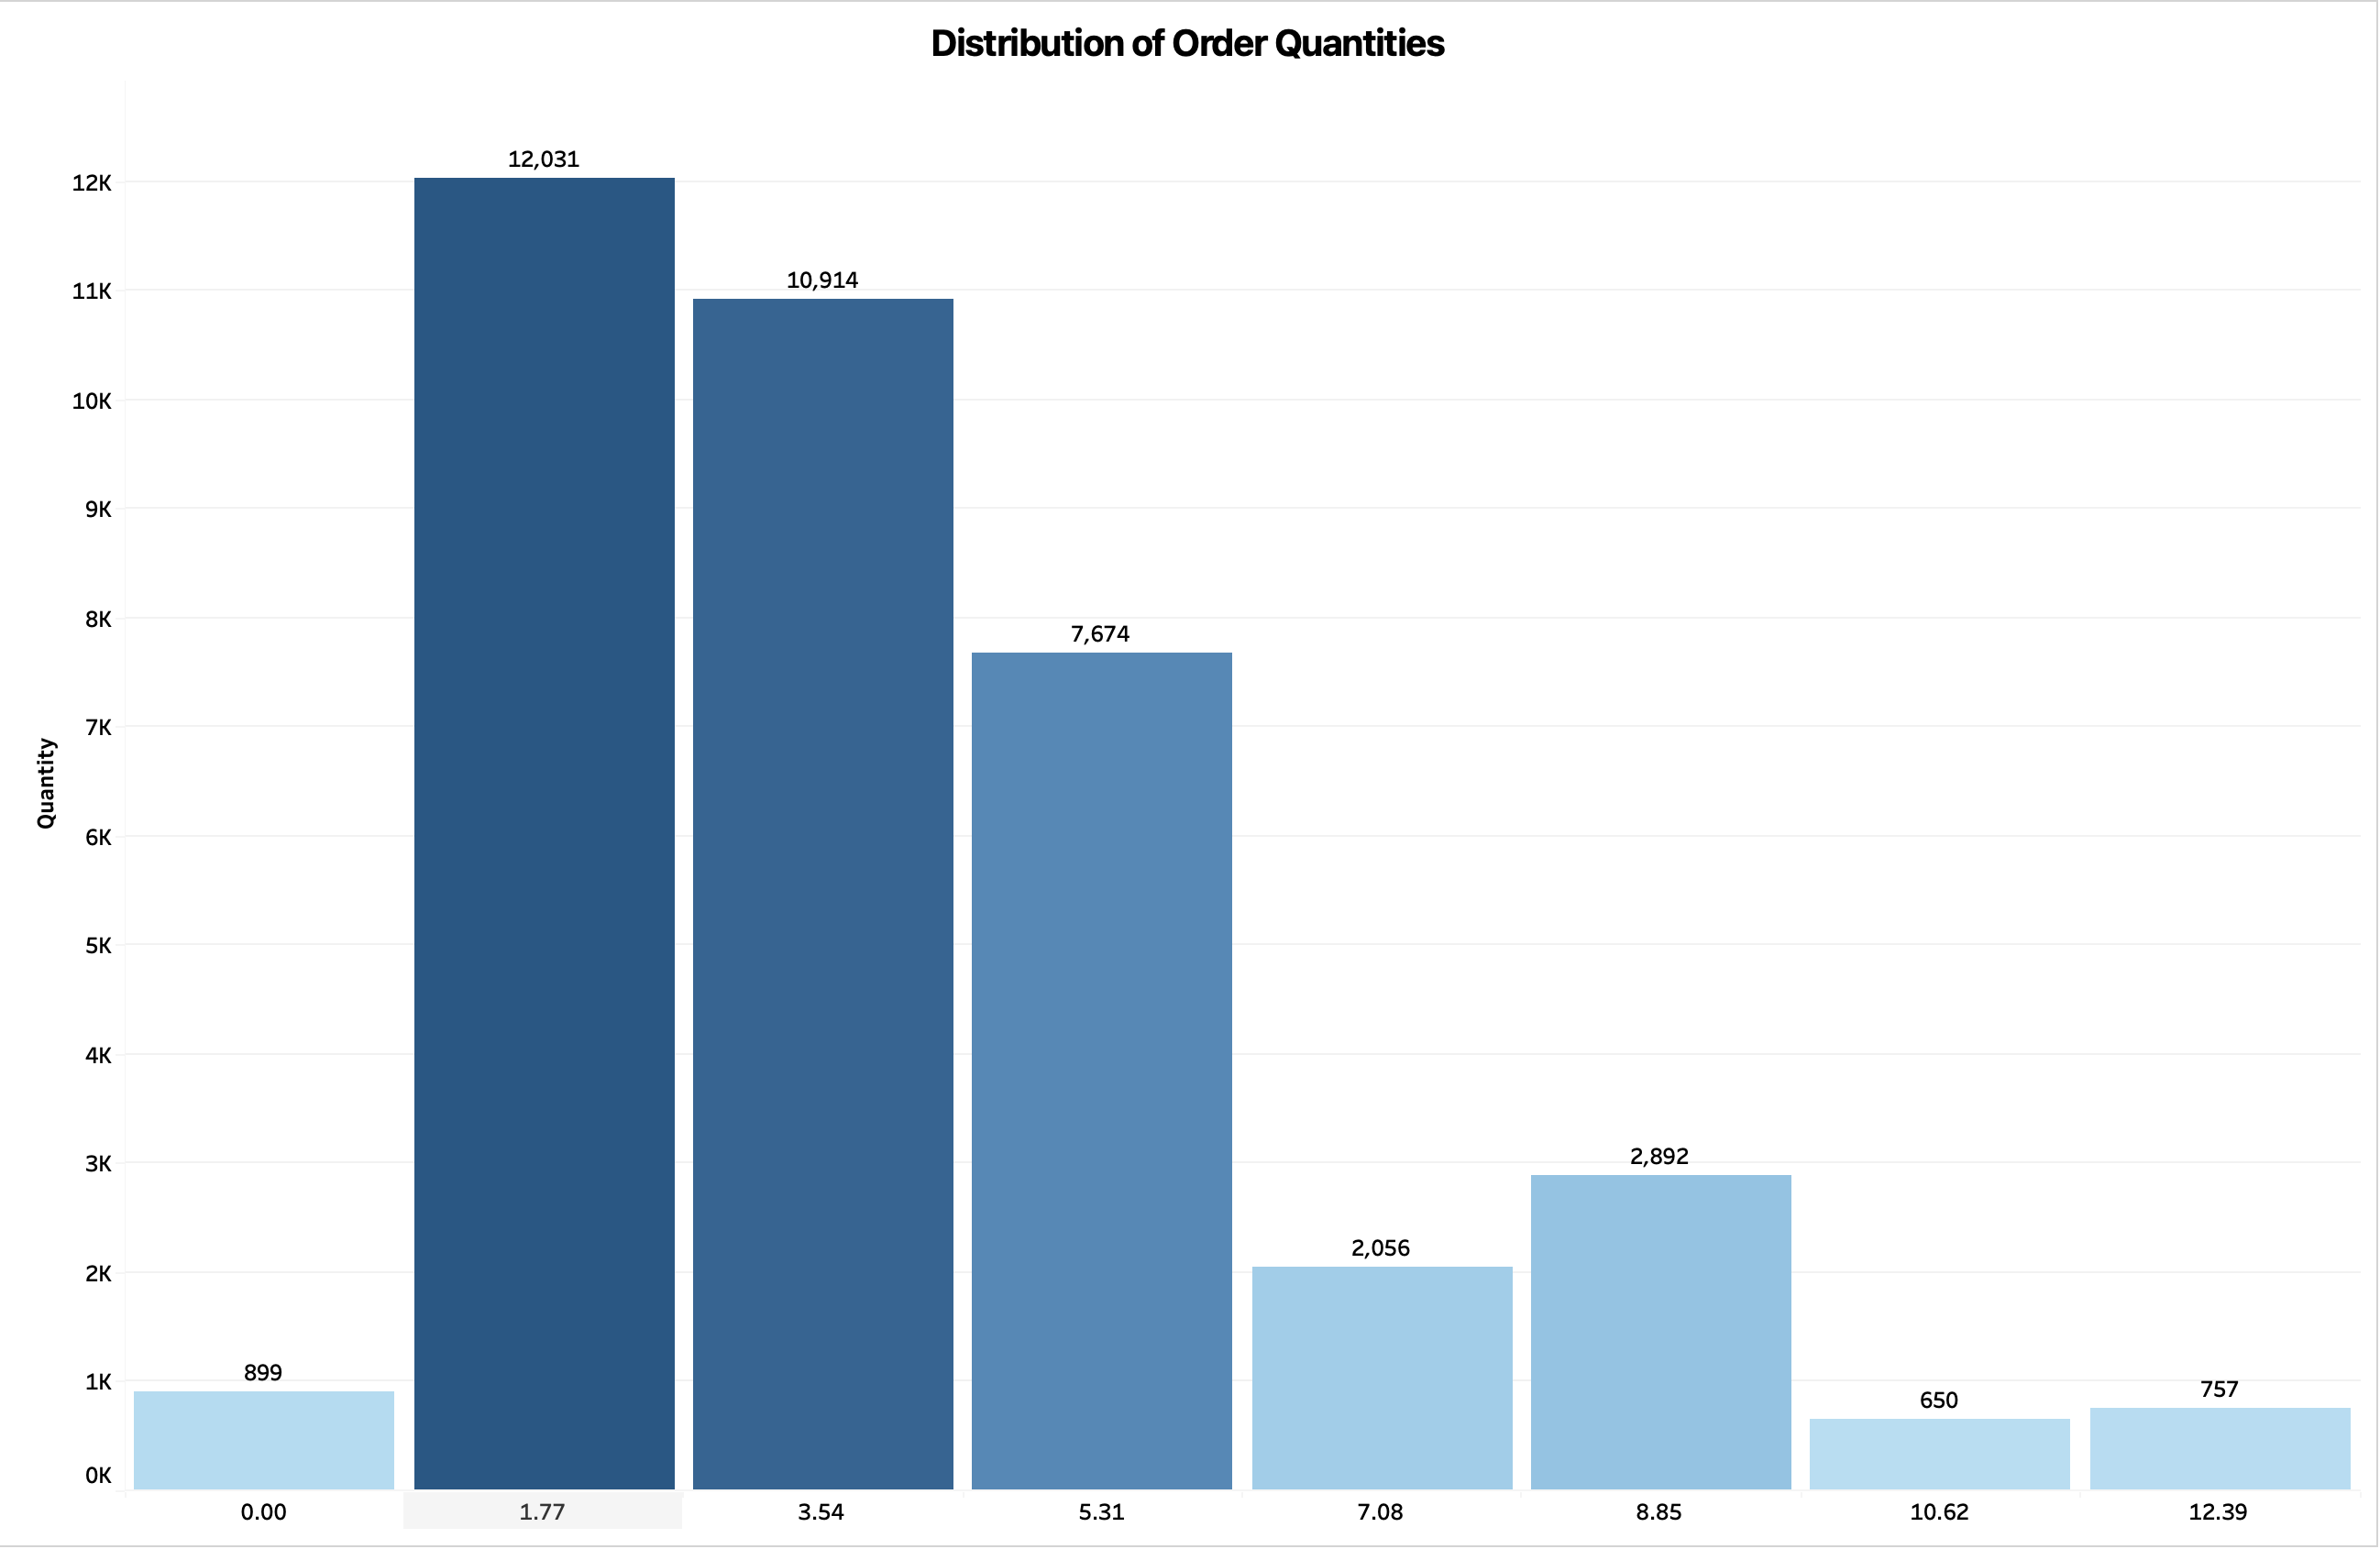 Distribution of Order Quantities
12,031
12K
10,914
11K
10K
9K
8K
7,674
7K
Quantity
6K
5K
4K
3K
2,892
2K
2,056
1K
899
650
757
0K
0.00
1.77
3.54
5.31
7.08
8.85
10.62
12.39